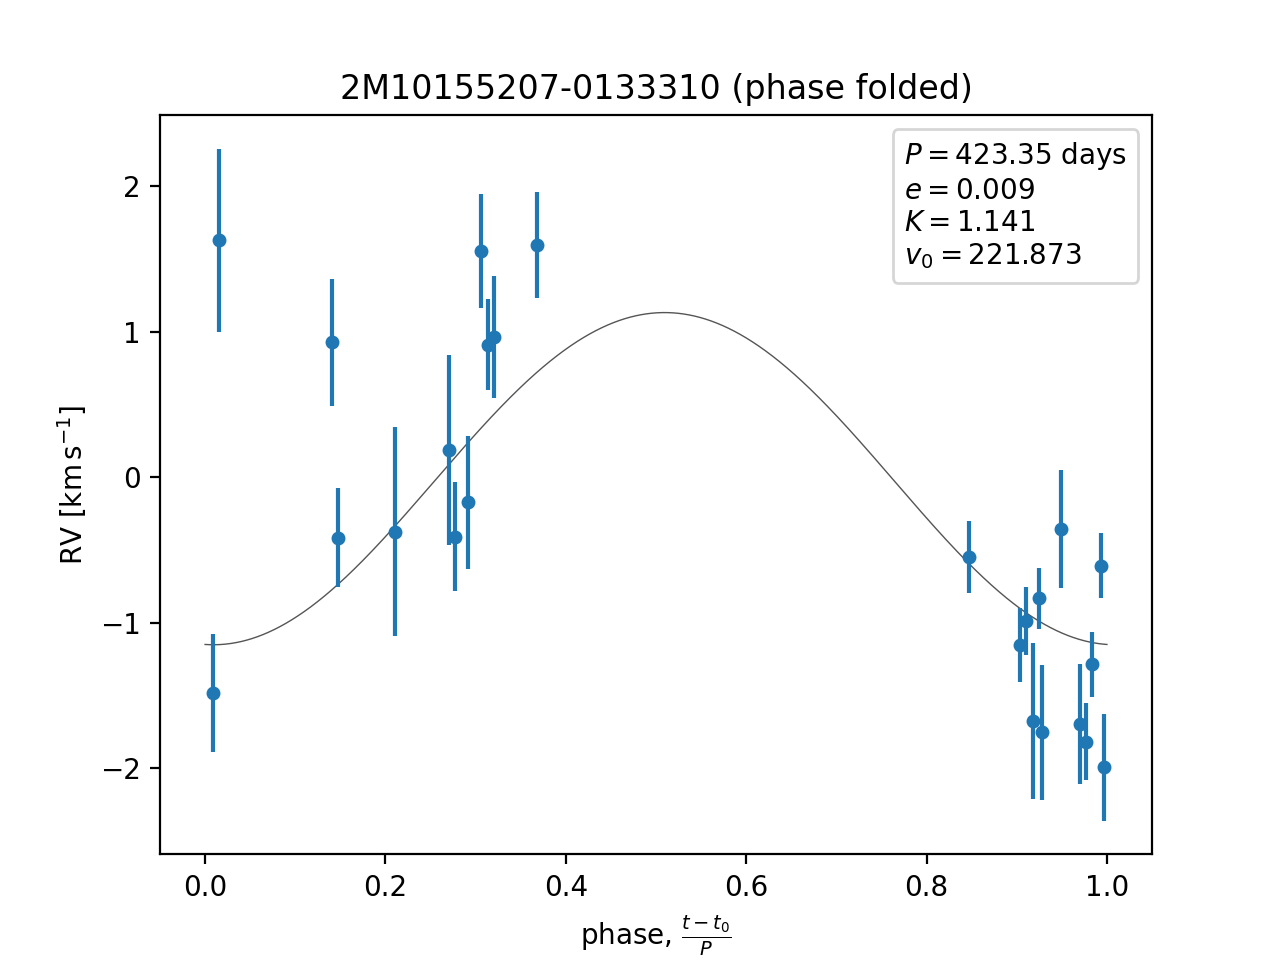 2M10155207-0133310 (phase folded)
P = 423.35 days
e = 0.009
K = 1.141
v₀ = 221.873
RV [km s⁻¹]
2
1
0
−1
−2
0.0 0.2 0.4 0.6 0.8 1.0
phase, (t − t₀)/P